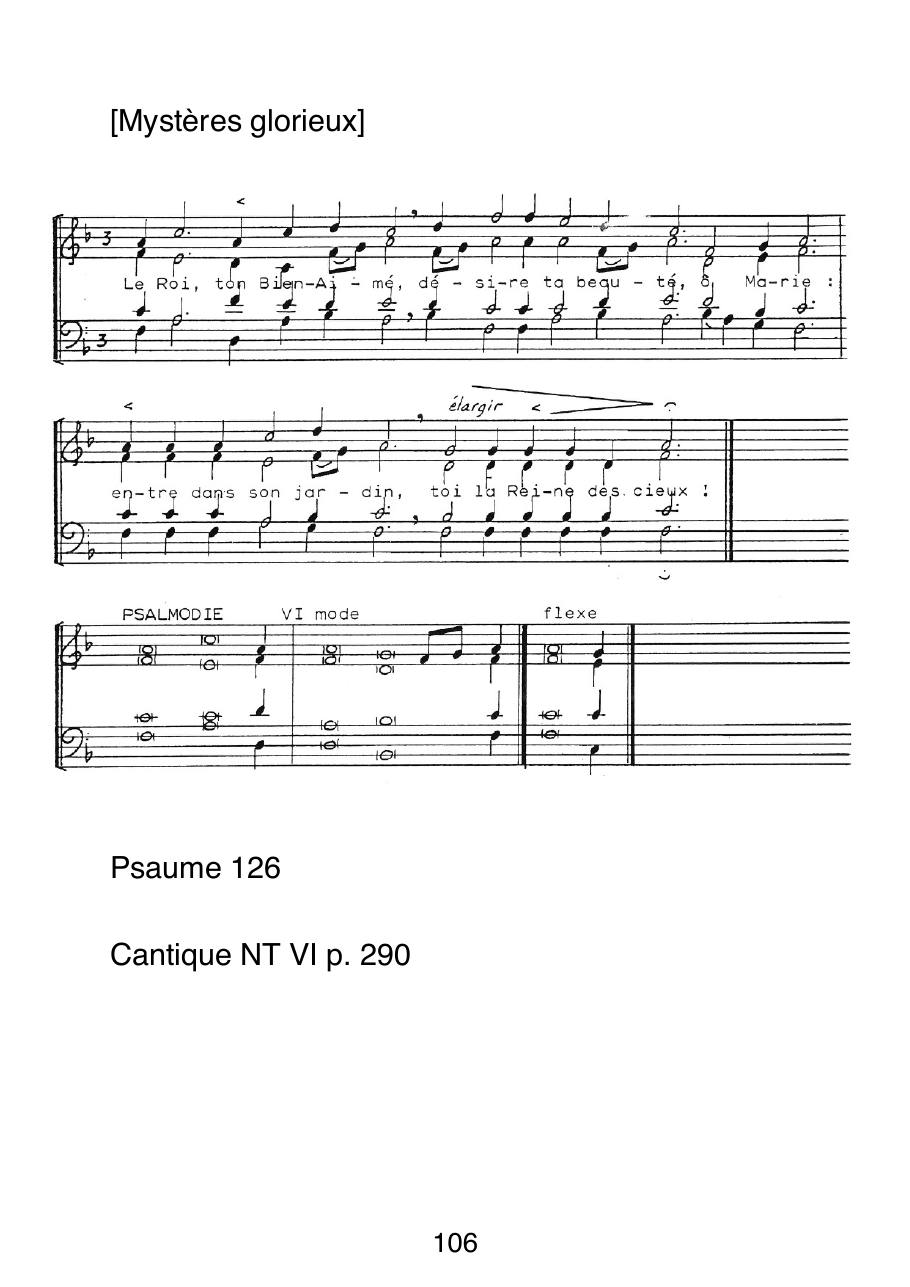 [Mystères glorieux]
Le Roi, ton Bien-Ai - mé, dé - si-re ta beau - té, ô Ma-rie :
élargir
en-tre dans son jar - din, toi la Rei-ne des cieux !
PSALMODIE VI mode flexe
Psaume 126
Cantique NT VI p. 290
106